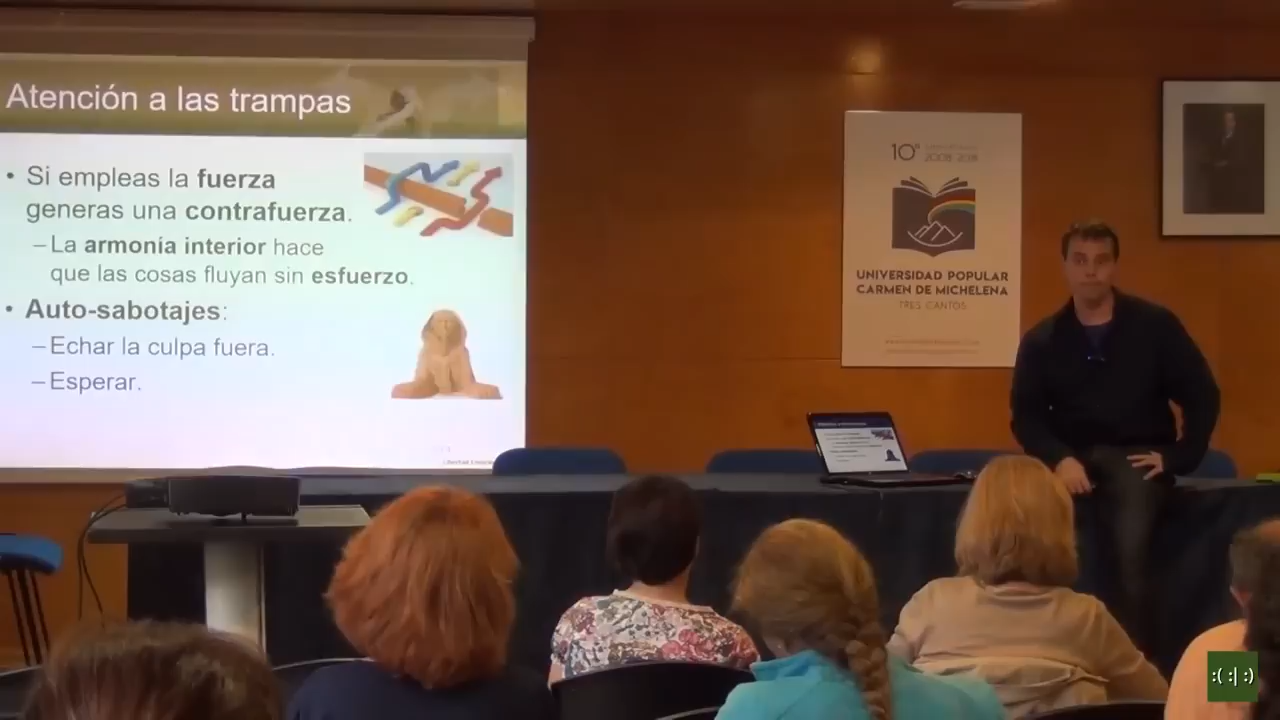 Atención a las trampas
• Si empleas la fuerza
generas una contrafuerza.
–La armonía interior hace
que las cosas fluyan sin esfuerzo.
• Auto-sabotajes:
–Echar la culpa fuera.
–Esperar.
10º
2008-2018
UNIVERSIDAD POPULAR
CARMEN DE MICHELENA
TRES CANTOS
:( :| :)